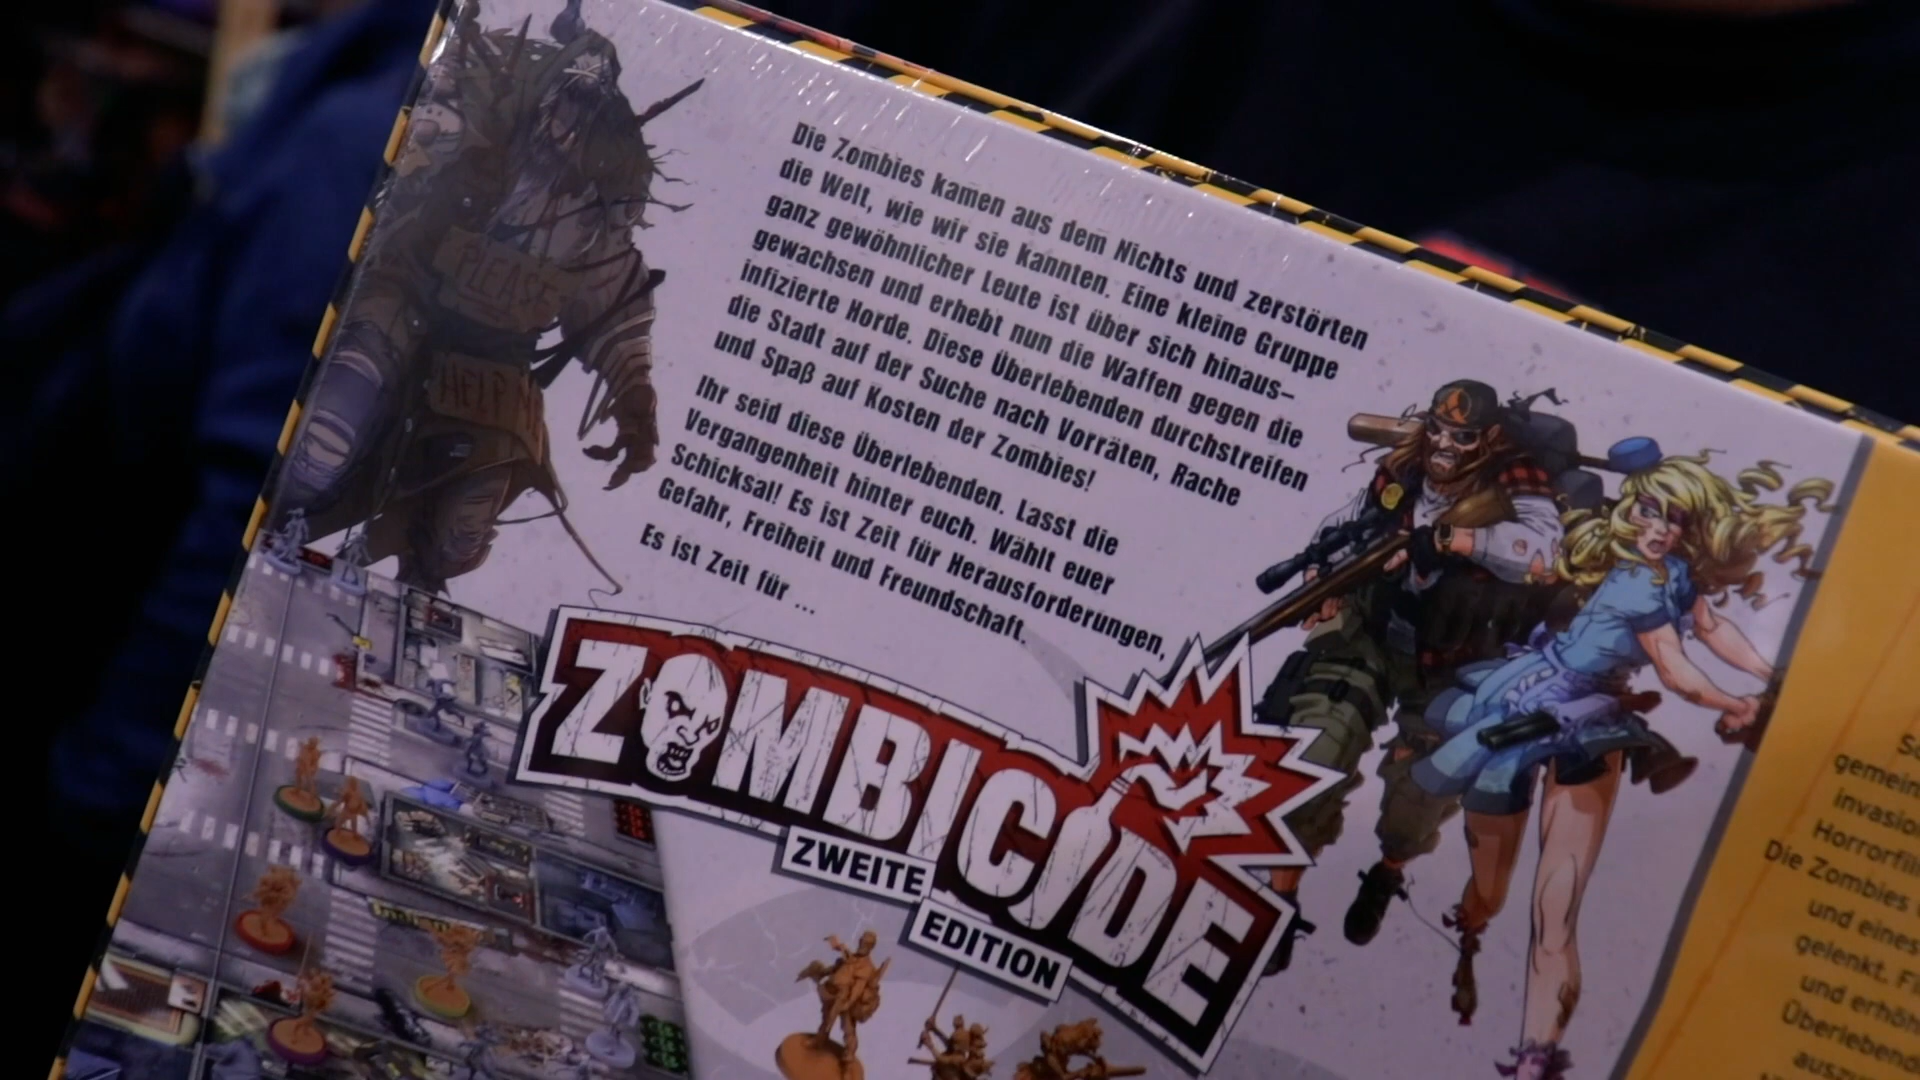 Die Zombies kamen aus dem Nichts und zerstörten
die Welt, wie wir sie kannten. Eine kleine Gruppe
ganz gewöhnlicher Leute ist über sich hinaus-
gewachsen und erhebt nun die Waffen gegen die
infizierte Horde. Diese Überlebenden durchstreifen
die Stadt auf der Suche nach Vorräten, Rache
und Spaß auf Kosten der Zombies!
Ihr seid diese Überlebenden. Lasst die
Vergangenheit hinter euch. Wählt euer
Schicksal! Es ist Zeit für Herausforderungen,
Gefahr, Freiheit und Freundschaft.
Es ist Zeit für ...
ZOMBICIDE
ZWEITE
EDITION
PLEASE
HELP ME
gemein
invasio
Horrorfil
Die Zombies
und eines
gelenkt. Fi
und erhöh
Überlebend